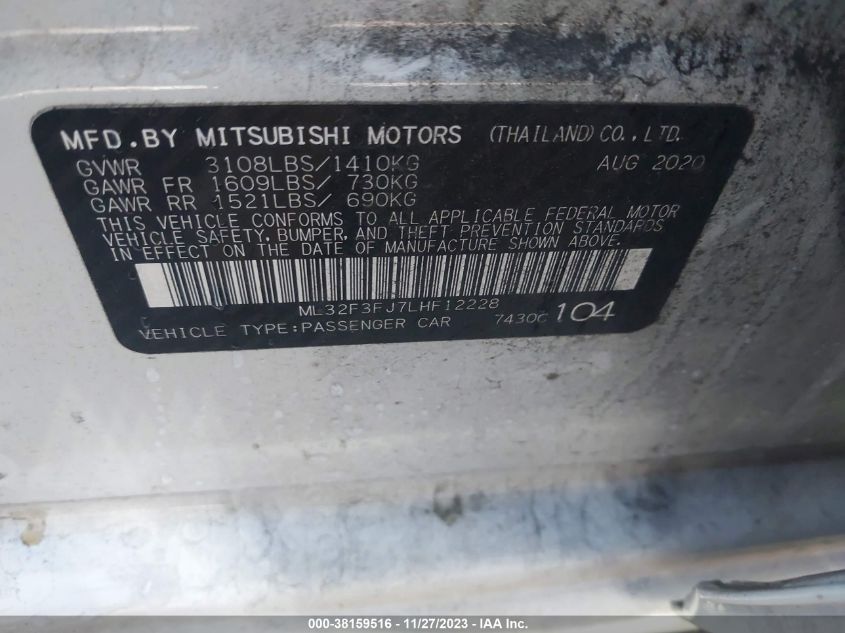 MFD. BY MITSUBISHI MOTORS (THAILAND) CO., LTD.
GVWR 3108LBS/1410KG AUG 2020
GAWR FR 1609LBS/ 730KG
GAWR RR 1521LBS/ 690KG
THIS VEHICLE CONFORMS TO ALL APPLICABLE FEDERAL MOTOR
VEHICLE SAFETY, BUMPER, AND THEFT PREVENTION STANDARDS
IN EFFECT ON THE DATE OF MANUFACTURE SHOWN ABOVE.
ML32F3FJ7LHF12228
VEHICLE TYPE:PASSENGER CAR 7430C 104
000-38159516 - 11/27/2023 - IAA Inc.